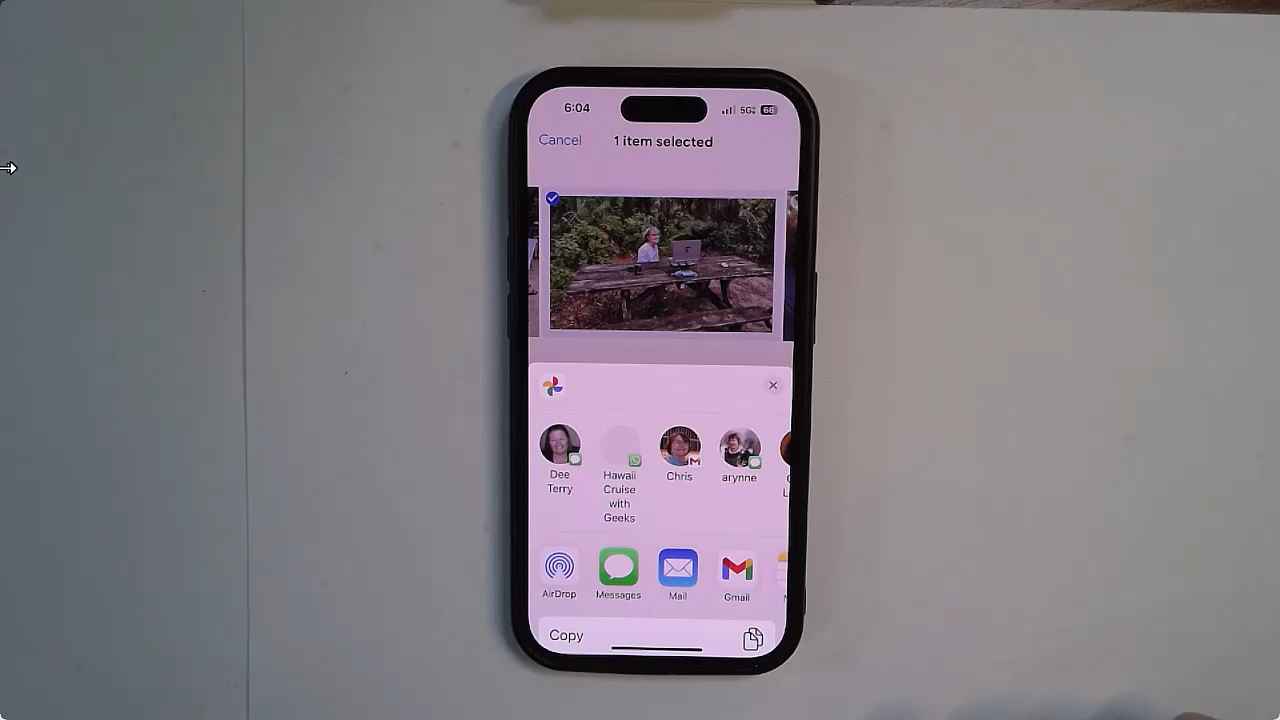 6:04
5G
66
Cancel
1 item selected
Dee
Terry
Hawaii
Cruise
with
Geeks
Chris
arynne
AirDrop
Messages
Mail
Gmail
Copy